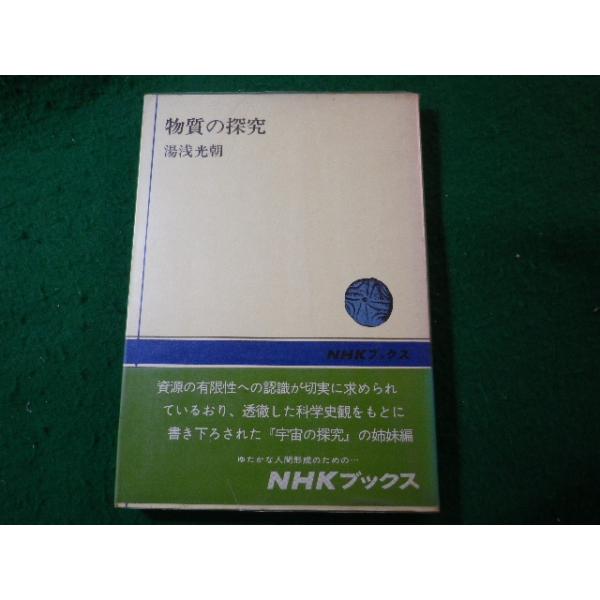 物質の探究
湯浅光朝
NHKブックス
資源の有限性への認識が切実に求められ
ているおり、透徹した科学史観をもとに
書き下ろされた『宇宙の探究』の姉妹編
ゆたかな人間形成のための…
NHKブックス